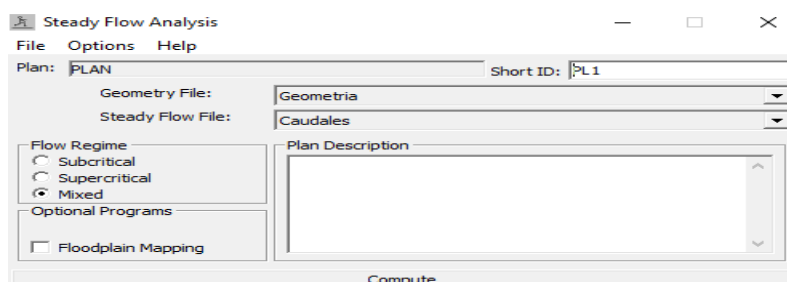 Steady Flow Analysis
File Options Help
Plan: PLAN Short ID: PL1
Geometry File: Geometria
Steady Flow File: Caudales
Flow Regime Plan Description
Subcritical
Supercritical
Mixed
Optional Programs
Floodplain Mapping
Compute